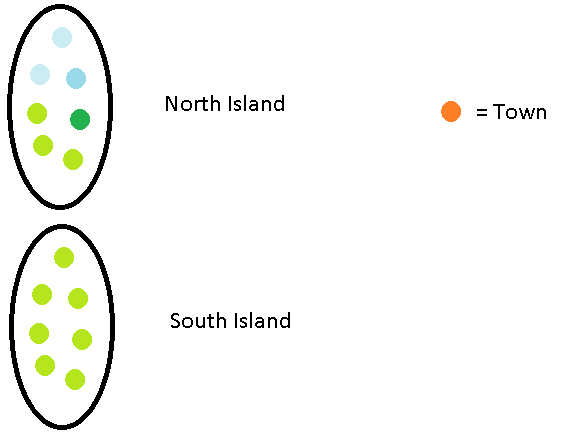 North Island
= Town
South Island